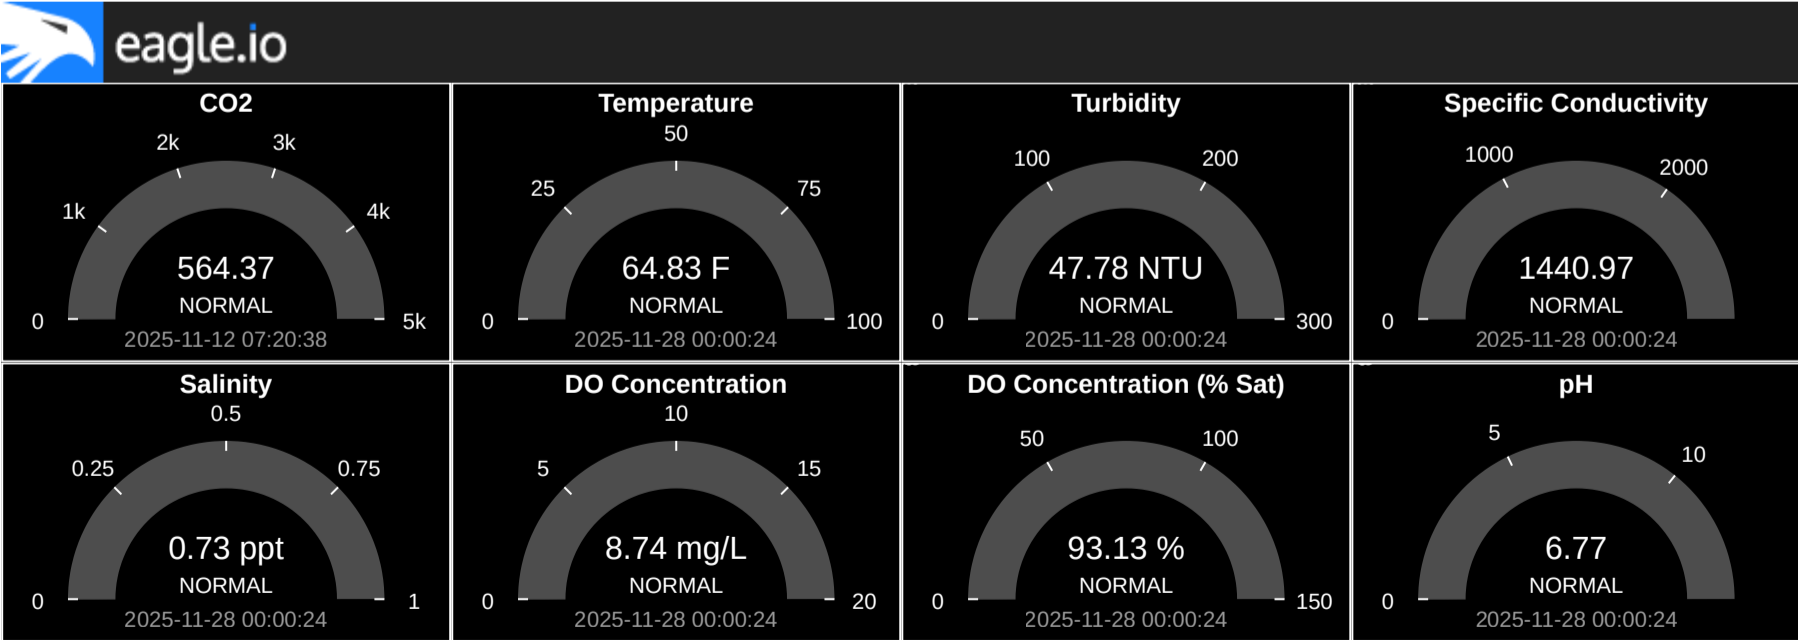 eagle.io
CO2
2k 3k
1k 4k
564.37
NORMAL
0 5k
2025-11-12 07:20:38
Temperature
50
25 75
64.83 F
NORMAL
0 100
2025-11-28 00:00:24
Turbidity
100 200
47.78 NTU
NORMAL
0 300
2025-11-28 00:00:24
Specific Conductivity
1000 2000
1440.97
NORMAL
0
2025-11-28 00:00:24
Salinity
0.5
0.25 0.75
0.73 ppt
NORMAL
0 1
2025-11-28 00:00:24
DO Concentration
10
5 15
8.74 mg/L
NORMAL
0 20
2025-11-28 00:00:24
DO Concentration (% Sat)
50 100
93.13 %
NORMAL
0 150
2025-11-28 00:00:24
pH
5 10
6.77
NORMAL
0
2025-11-28 00:00:24